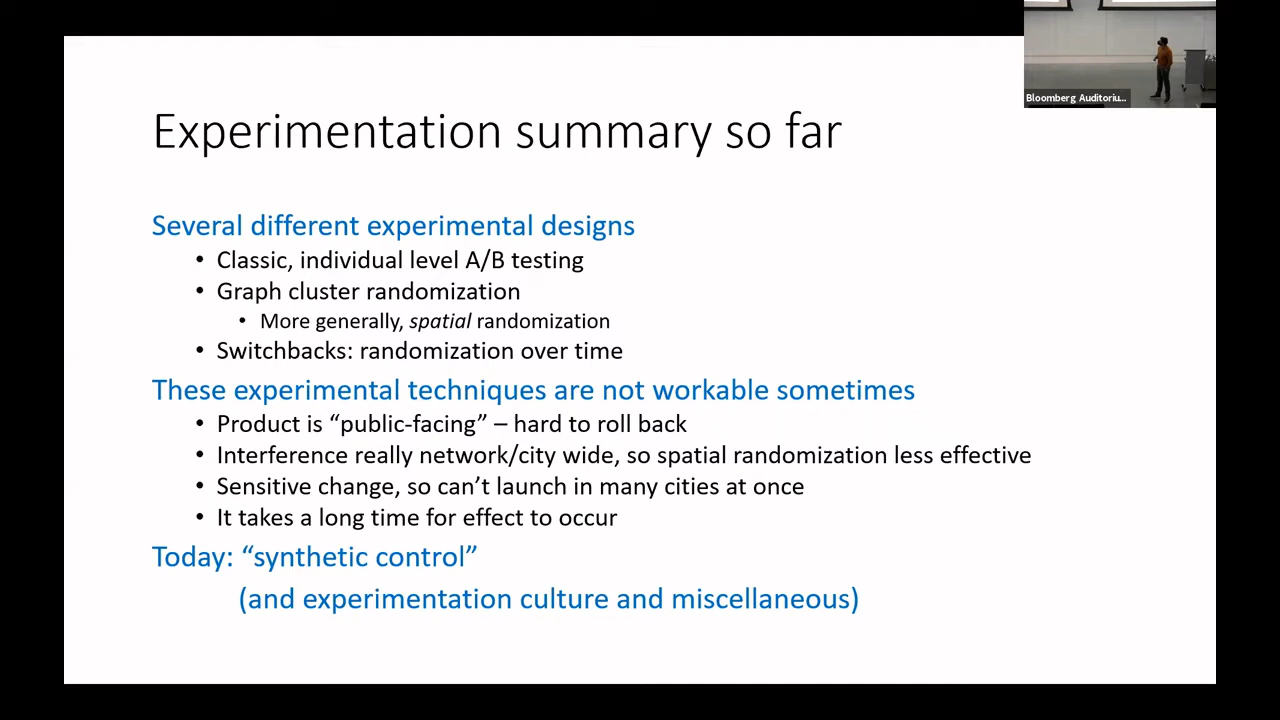 Bloomberg Auditoriu...
Experimentation summary so far
Several different experimental designs
• Classic, individual level A/B testing
• Graph cluster randomization
• More generally, spatial randomization
• Switchbacks: randomization over time
These experimental techniques are not workable sometimes
• Product is “public-facing” – hard to roll back
• Interference really network/city wide, so spatial randomization less effective
• Sensitive change, so can’t launch in many cities at once
• It takes a long time for effect to occur
Today: “synthetic control”
(and experimentation culture and miscellaneous)